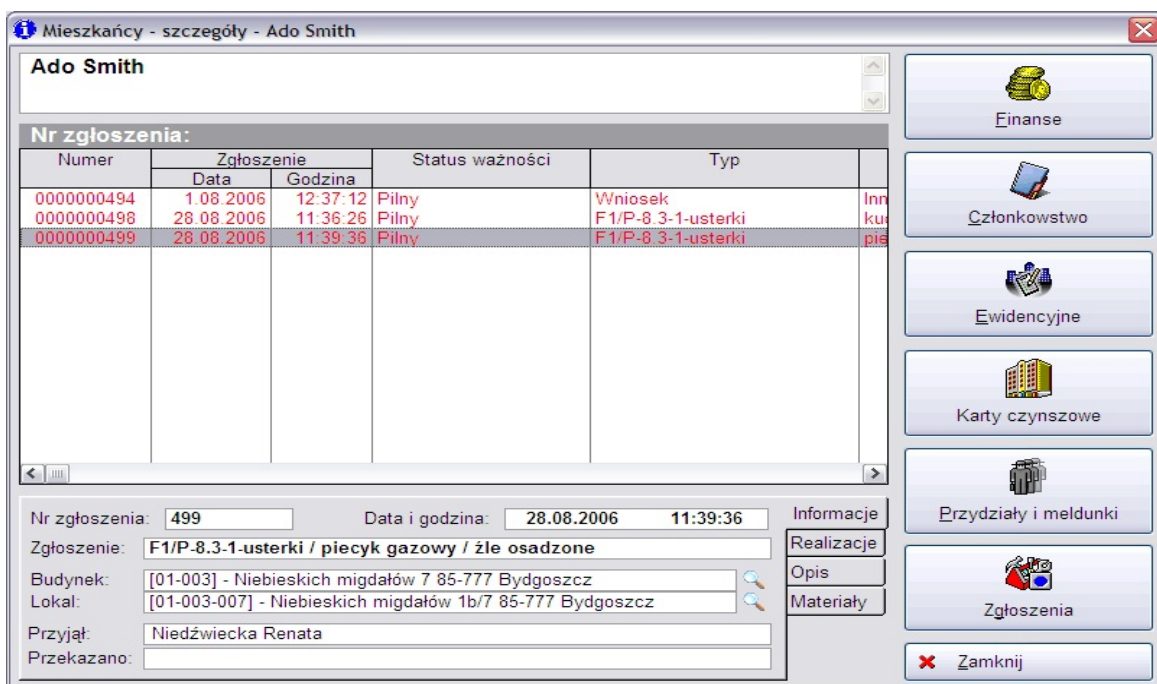 Mieszkańcy - szczegóły - Ado Smith
Ado Smith
Nr zgłoszenia:
Numer Zgłoszenie Status ważności Typ
Data Godzina
0000000494 1.08.2006 12:37:12 Pilny Wniosek Inn
0000000498 28.08.2006 11:36:26 Pilny F1/P-8.3-1-usterki kuc
0000000499 28.08.2006 11:39:36 Pilny F1/P-8.3-1-usterki pie
Nr zgłoszenia: 499 Data i godzina: 28.08.2006 11:39:36
Zgłoszenie: F1/P-8.3-1-usterki / piecyk gazowy / źle osadzone
Budynek: [01-003] - Niebieskich migdałów 7 85-777 Bydgoszcz
Lokal: [01-003-007] - Niebieskich migdałów 1b/7 85-777 Bydgoszcz
Przyjął: Niedźwiecka Renata
Przekazano:
Informacje
Realizacje
Opis
Materiały
Finanse
Członkowstwo
Ewidencyjne
Karty czynszowe
Przydziały i meldunki
Zgłoszenia
Zamknij